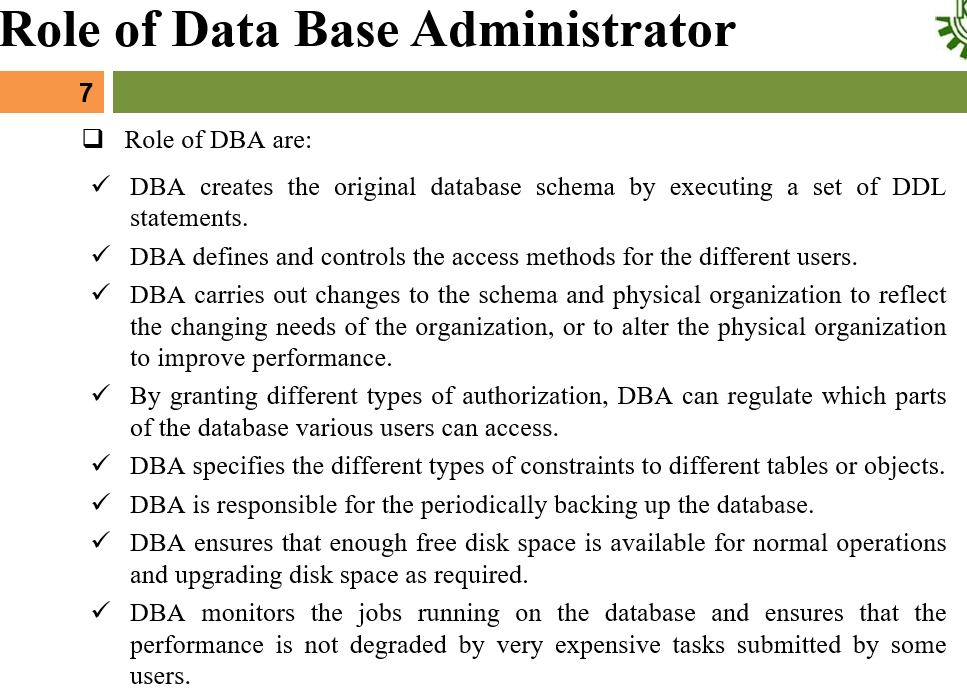 Role of Data Base Administrator
7
Role of DBA are:
DBA creates the original database schema by executing a set of DDL
statements.
DBA defines and controls the access methods for the different users.
DBA carries out changes to the schema and physical organization to reflect
the changing needs of the organization, or to alter the physical organization
to improve performance.
By granting different types of authorization, DBA can regulate which parts
of the database various users can access.
DBA specifies the different types of constraints to different tables or objects.
DBA is responsible for the periodically backing up the database.
DBA ensures that enough free disk space is available for normal operations
and upgrading disk space as required.
DBA monitors the jobs running on the database and ensures that the
performance is not degraded by very expensive tasks submitted by some
users.